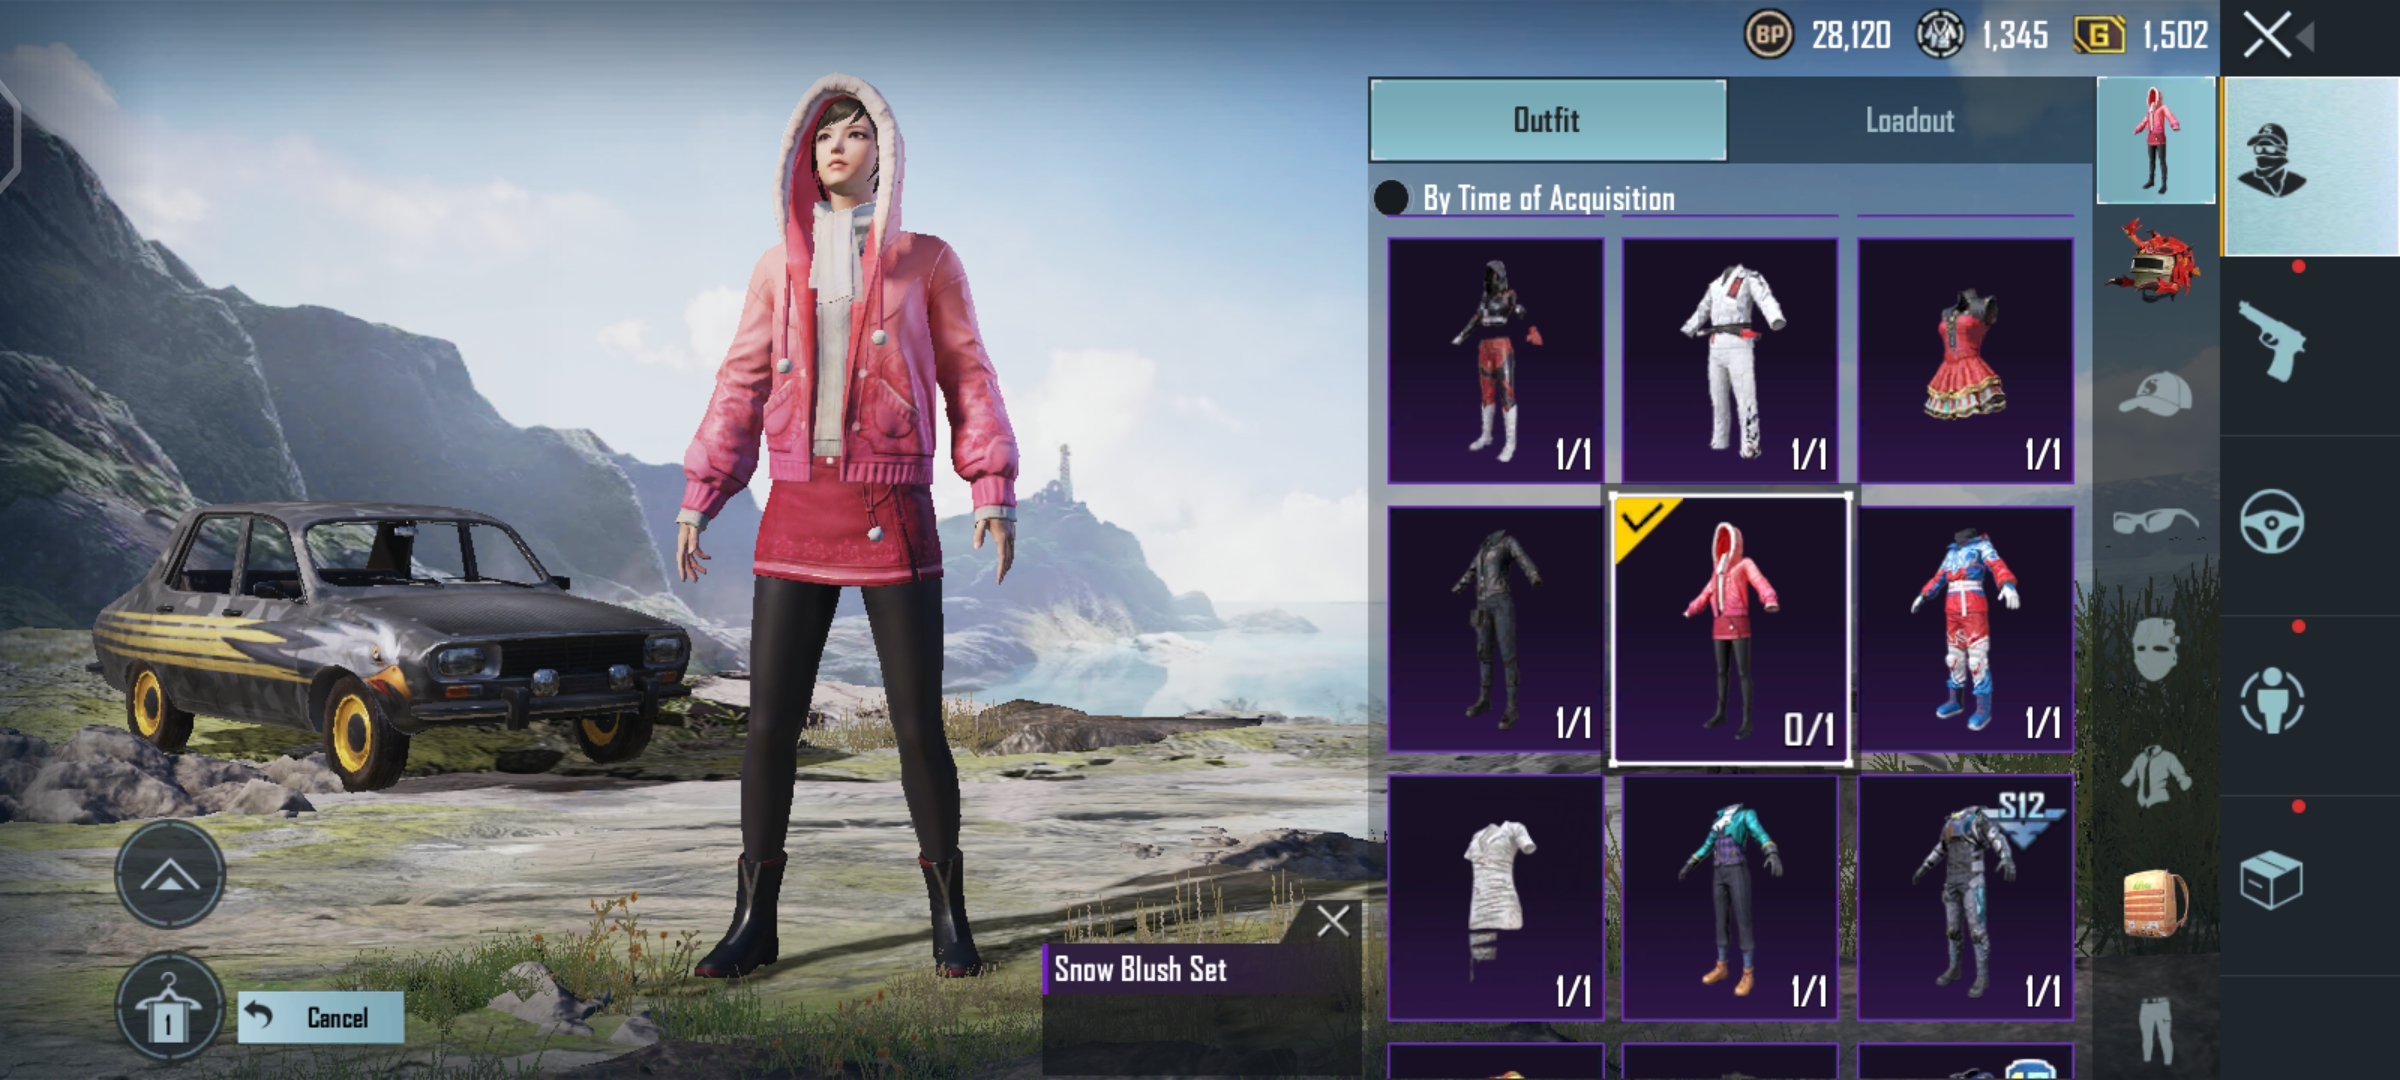 BP 28,120 1,345 G 1,502
Outfit Loadout
By Time of Acquisition
1/1 1/1 1/1
1/1 0/1 1/1
S12
1/1 1/1 1/1
Snow Blush Set
1 Cancel